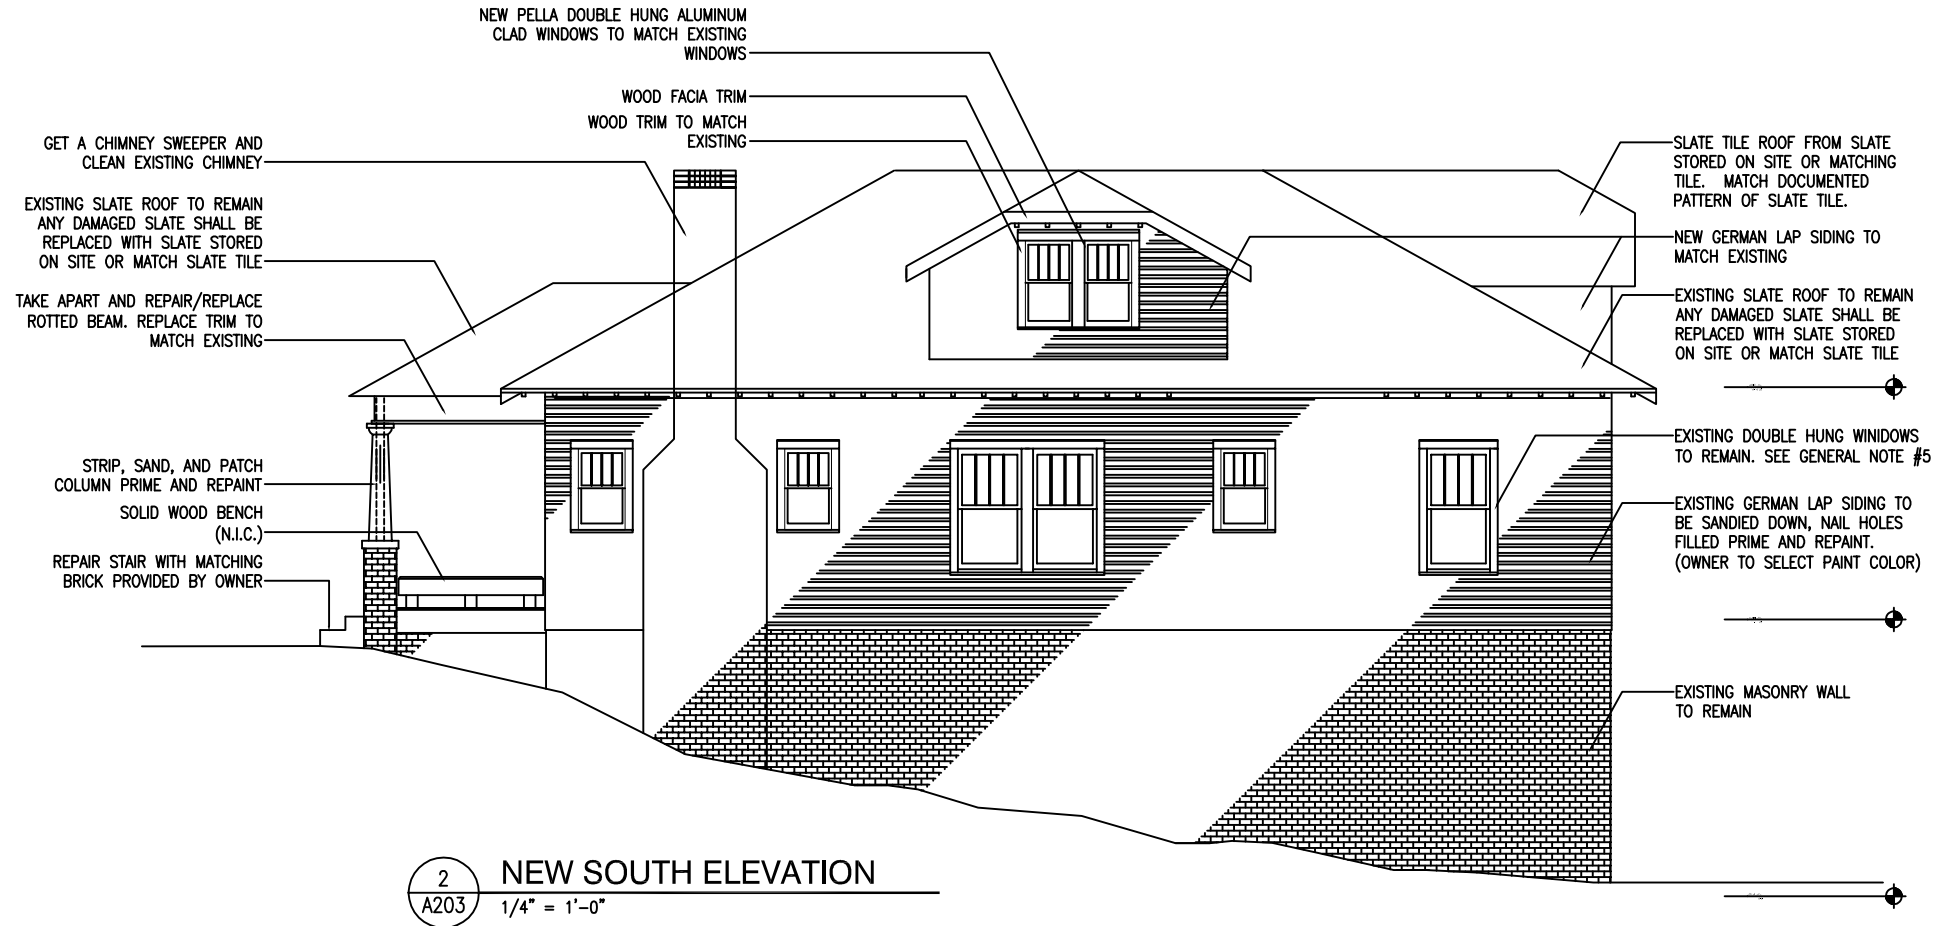 NEW PELLA DOUBLE HUNG ALUMINUM
CLAD WINDOWS TO MATCH EXISTING
WINDOWS
WOOD FACIA TRIM
WOOD TRIM TO MATCH
EXISTING
GET A CHIMNEY SWEEPER AND
CLEAN EXISTING CHIMNEY
EXISTING SLATE ROOF TO REMAIN
ANY DAMAGED SLATE SHALL BE
REPLACED WITH SLATE STORED
ON SITE OR MATCH SLATE TILE
TAKE APART AND REPAIR/REPLACE
ROTTED BEAM. REPLACE TRIM TO
MATCH EXISTING
STRIP, SAND, AND PATCH
COLUMN PRIME AND REPAINT
SOLID WOOD BENCH
(N.I.C.)
REPAIR STAIR WITH MATCHING
BRICK PROVIDED BY OWNER
SLATE TILE ROOF FROM SLATE
STORED ON SITE OR MATCHING
TILE. MATCH DOCUMENTED
PATTERN OF SLATE TILE.
NEW GERMAN LAP SIDING TO
MATCH EXISTING
EXISTING SLATE ROOF TO REMAIN
ANY DAMAGED SLATE SHALL BE
REPLACED WITH SLATE STORED
ON SITE OR MATCH SLATE TILE
EXISTING DOUBLE HUNG WINIDOWS
TO REMAIN. SEE GENERAL NOTE #5
EXISTING GERMAN LAP SIDING TO
BE SANDIED DOWN, NAIL HOLES
FILLED PRIME AND REPAINT.
(OWNER TO SELECT PAINT COLOR)
EXISTING MASONRY WALL
TO REMAIN
2
A203
NEW SOUTH ELEVATION
1/4" = 1'-0"